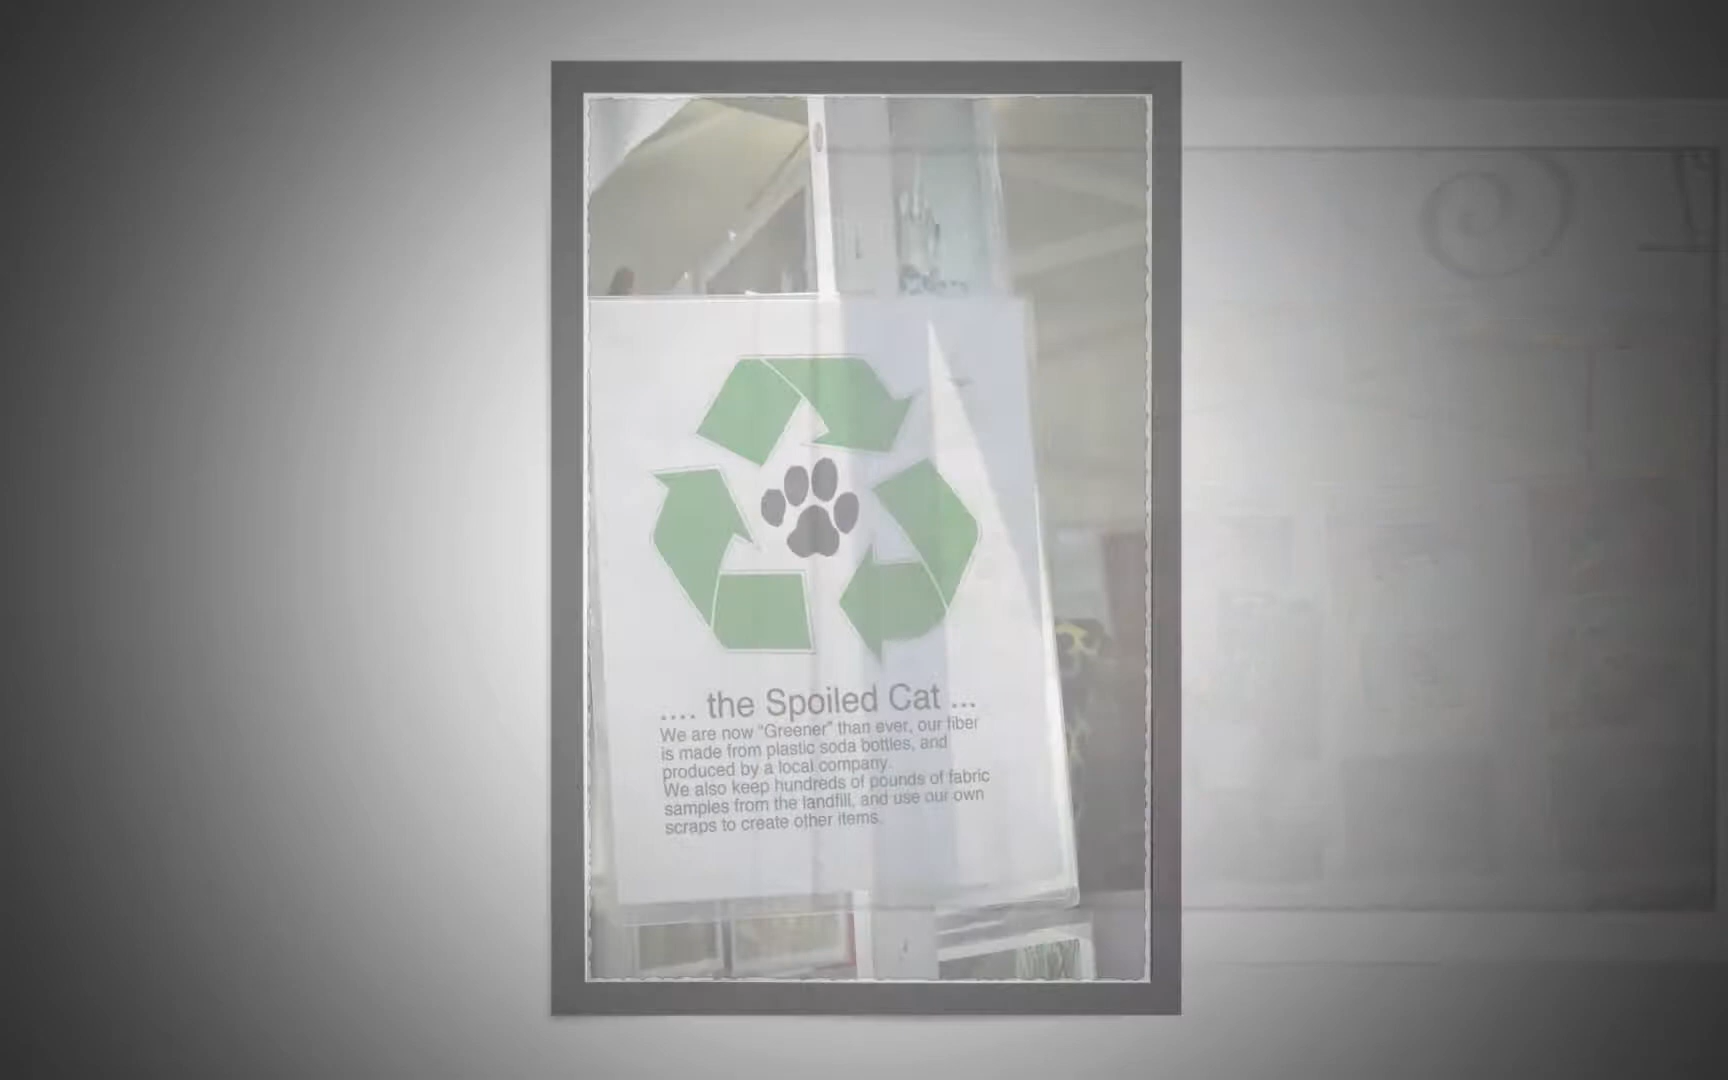 .... the Spoiled Cat ...
We are now “Greener” than ever, our fiber
is made from plastic soda bottles, and
produced by a local company.
We also keep hundreds of pounds of fabric
samples from the landfill, and use our own
scraps to create other items.